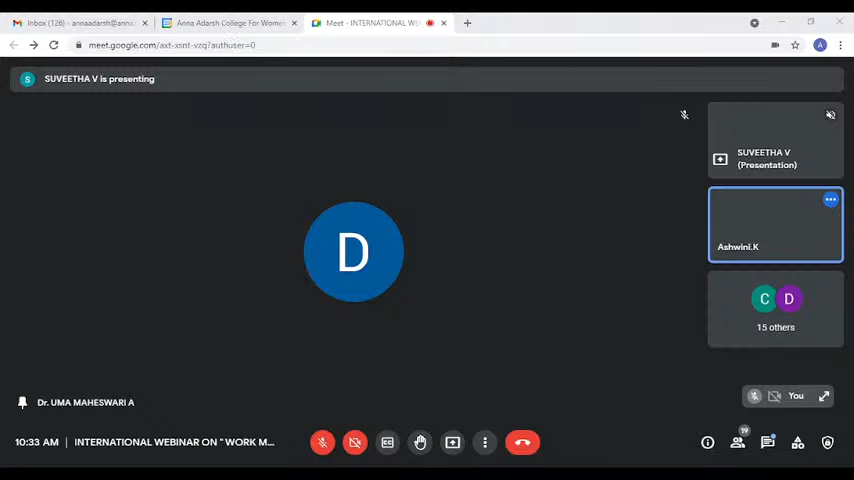 Inbox (126) - annaadarsh@anna.
Anna Adarsh College For Women
Meet - INTERNATIONAL WE
meet.google.com/axt-xsnt-vzq?authuser=0
A
S
SUVEETHA V is presenting
SUVEETHA V
(Presentation)
D
Ashwini.K
C
D
15 others
Dr. UMA MAHESWARI A
You
10:33 AM | INTERNATIONAL WEBINAR ON " WORK M...
CC
19